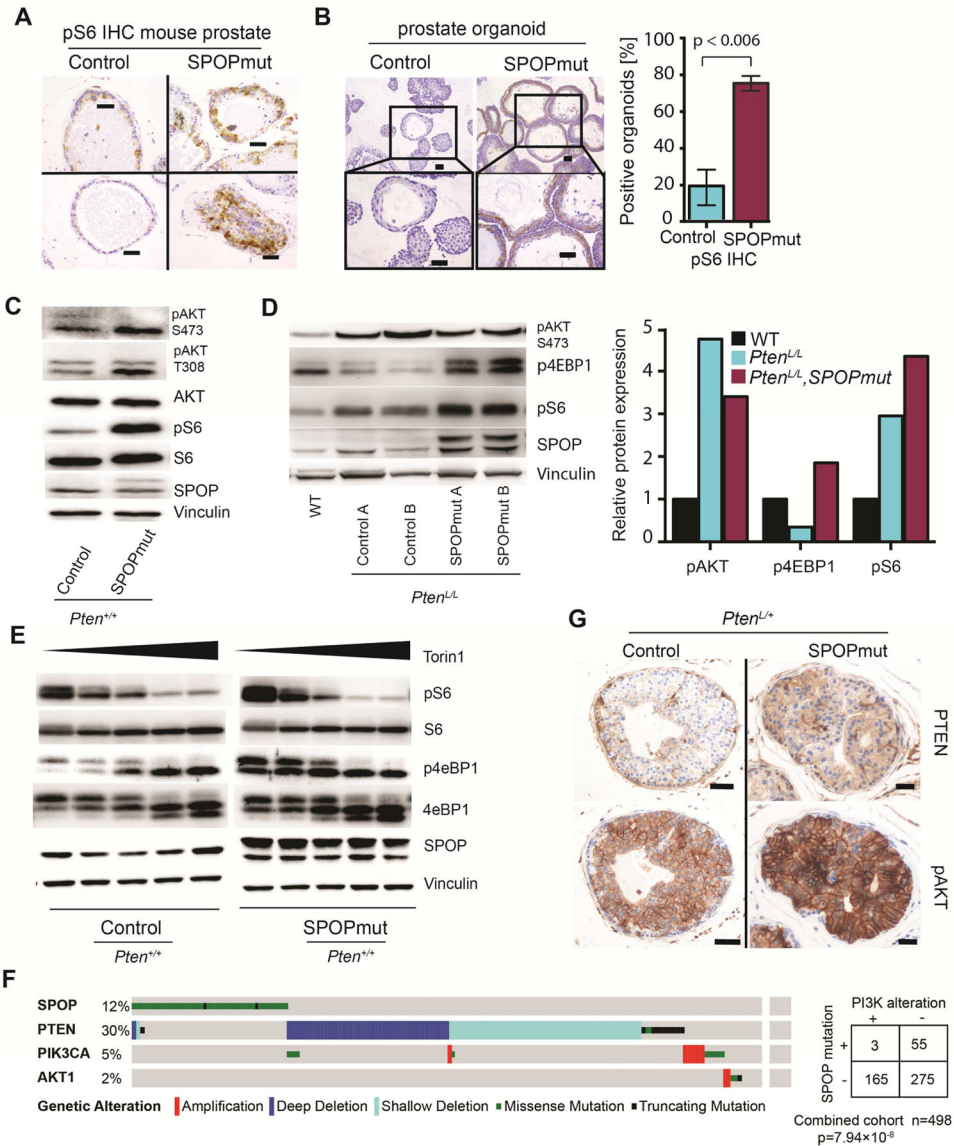 A
pS6 IHC mouse prostate
Control SPOPmut
B
prostate organoid
Control SPOPmut
Positive organoids [%]
100
80
60
40
20
0
p < 0.006
Control SPOPmut
pS6 IHC
C
pAKT
S473
pAKT
T308
AKT
pS6
S6
SPOP
Vinculin
Control
SPOPmut
Pten+/+
D
pAKT
S473
p4EBP1
pS6
SPOP
Vinculin
WT
Control A
Control B
SPOPmut A
SPOPmut B
PtenL/L
Relative protein expression
5
4
3
2
1
0
WT
PtenL/L
PtenL/L,SPOPmut
pAKT p4EBP1 pS6
E
Torin1
pS6
S6
p4eBP1
4eBP1
SPOP
Vinculin
Control
Pten+/+
SPOPmut
Pten+/+
G
PtenL/+
Control SPOPmut
PTEN
pAKT
F
SPOP 12%
PTEN 30%
PIK3CA 5%
AKT1 2%
Genetic Alteration Amplification Deep Deletion Shallow Deletion Missense Mutation Truncating Mutation
PI3K alteration
+ -
SPOP mutation
+ 3 55
- 165 275
Combined cohort n=498
p=7.94×10-8